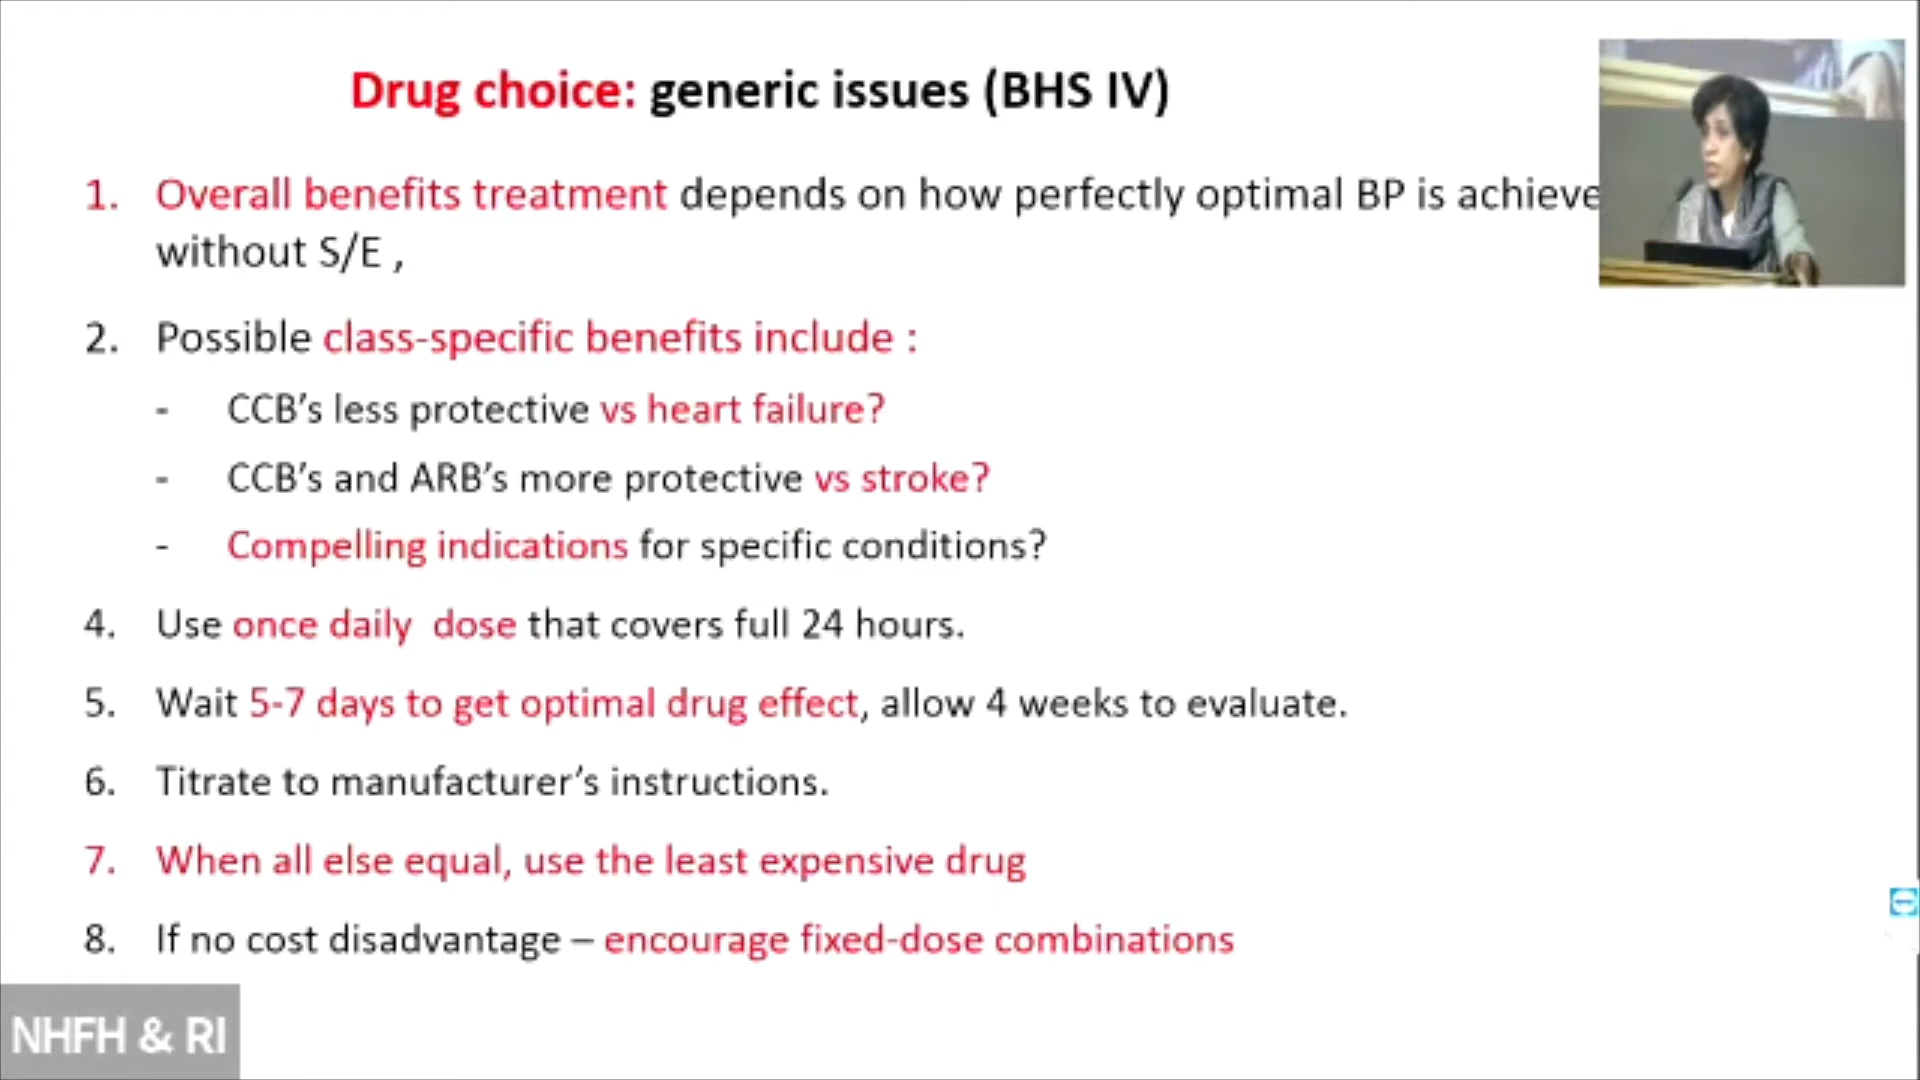 Drug choice: generic issues (BHS IV)
1. Overall benefits treatment depends on how perfectly optimal BP is achieve
without S/E ,
2. Possible class-specific benefits include :
- CCB's less protective vs heart failure?
- CCB's and ARB's more protective vs stroke?
- Compelling indications for specific conditions?
4. Use once daily dose that covers full 24 hours.
5. Wait 5-7 days to get optimal drug effect, allow 4 weeks to evaluate.
6. Titrate to manufacturer's instructions.
7. When all else equal, use the least expensive drug
8. If no cost disadvantage – encourage fixed-dose combinations
NHFH & RI